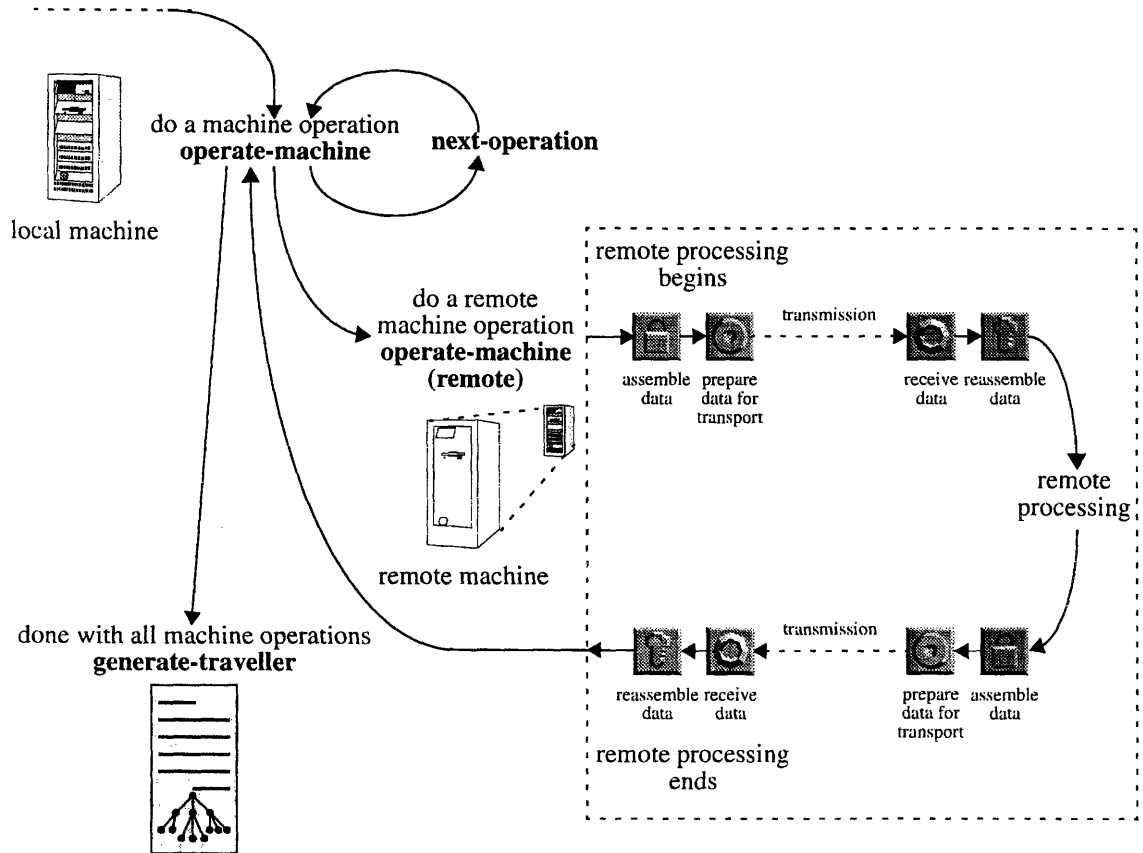 do a machine operation
operate-machine
next-operation
local machine
do a remote
machine operation
operate-machine
(remote)
remote machine
remote processing
begins
transmission
assemble
data
prepare
data for
transport
receive
data
reassemble
data
remote
processing
transmission
reassemble
data
receive
data
prepare
data for
transport
assemble
data
remote processing
ends
done with all machine operations
generate-traveller